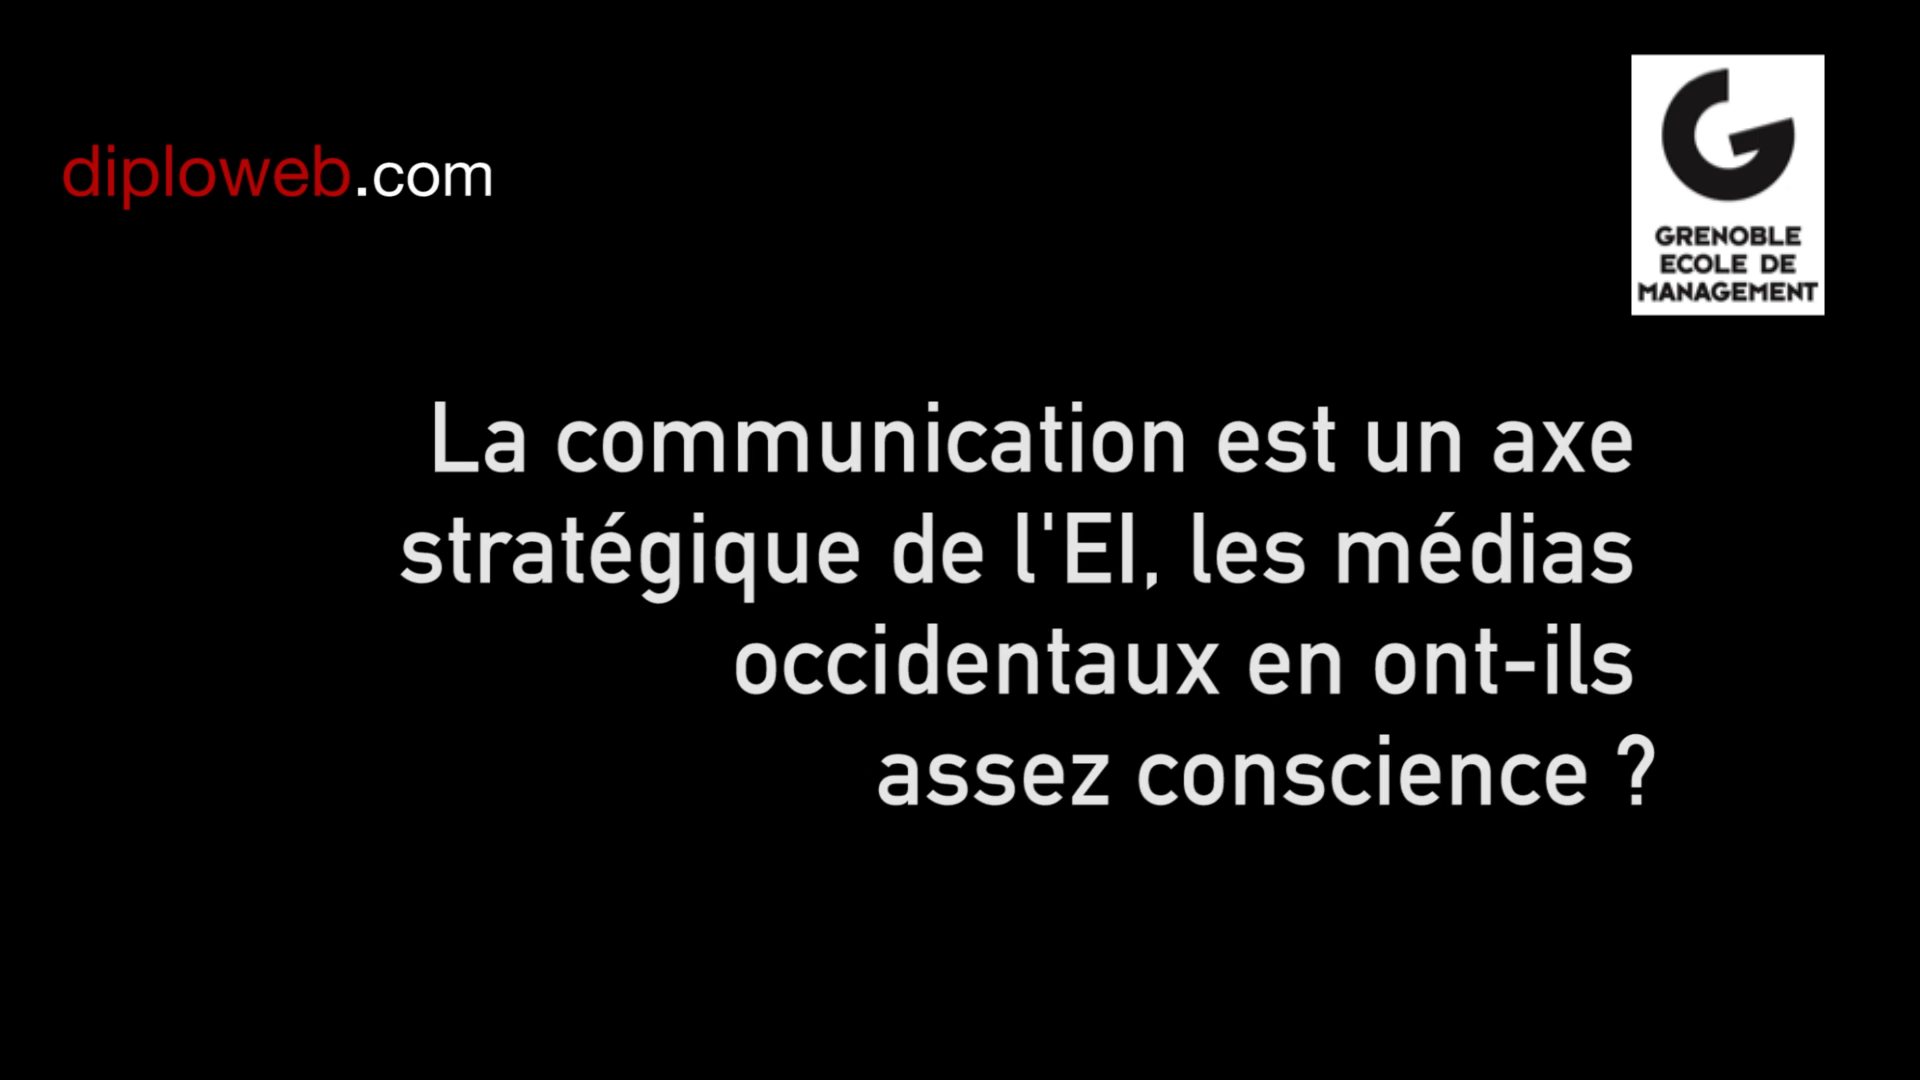 diploweb.com
GRENOBLE
ECOLE DE
MANAGEMENT
La communication est un axe
stratégique de l'EI, les médias
occidentaux en ont-ils
assez conscience ?